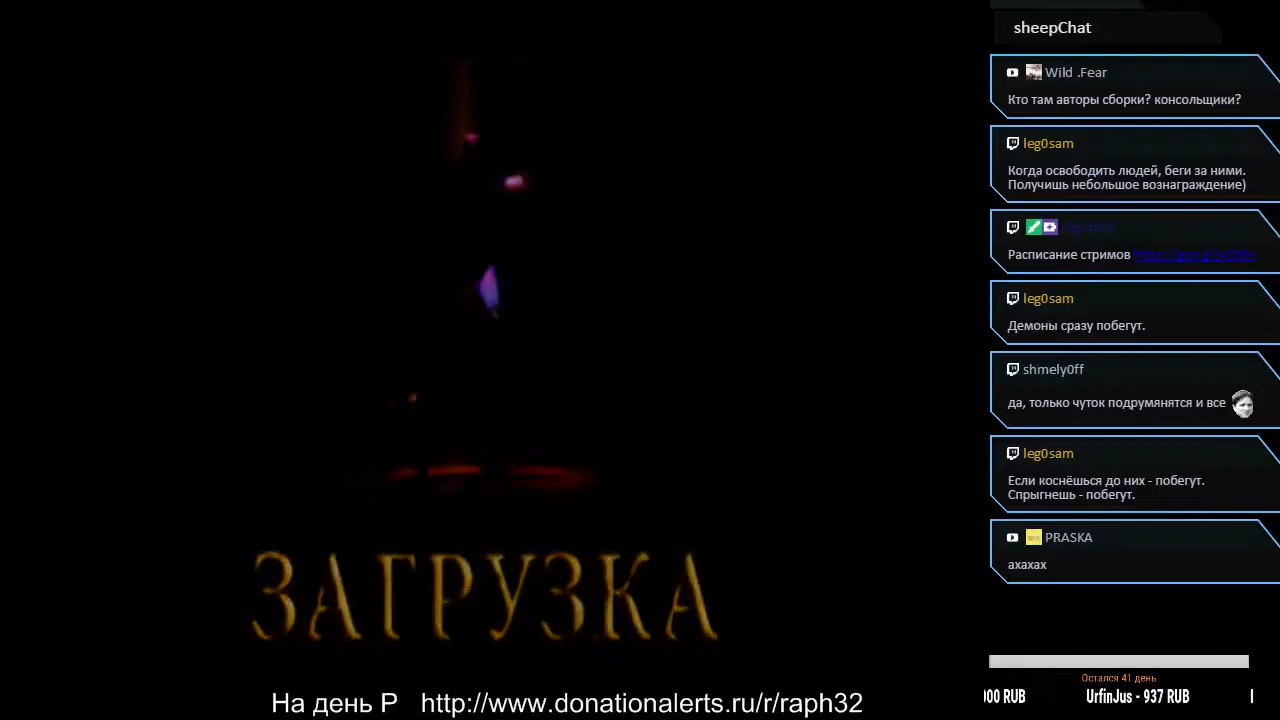 sheepChat
Wild .Fear
Кто там авторы сборки? консольщики?
leg0sam
Когда освободить людей, беги за ними.
Получишь небольшое вознаграждение)
Расписание стримов
leg0sam
Демоны сразу побегут.
shmely0ff
да, только чуток подрумянятся и все
leg0sam
Если коснёшься до них - побегут.
Спрыгнешь - побегут.
PRASKA
ахахах
ЗАГРУЗКА
Остался 41 день
000 RUB UrfinJus - 937 RUB
На день Р http://www.donationalerts.ru/r/raph32